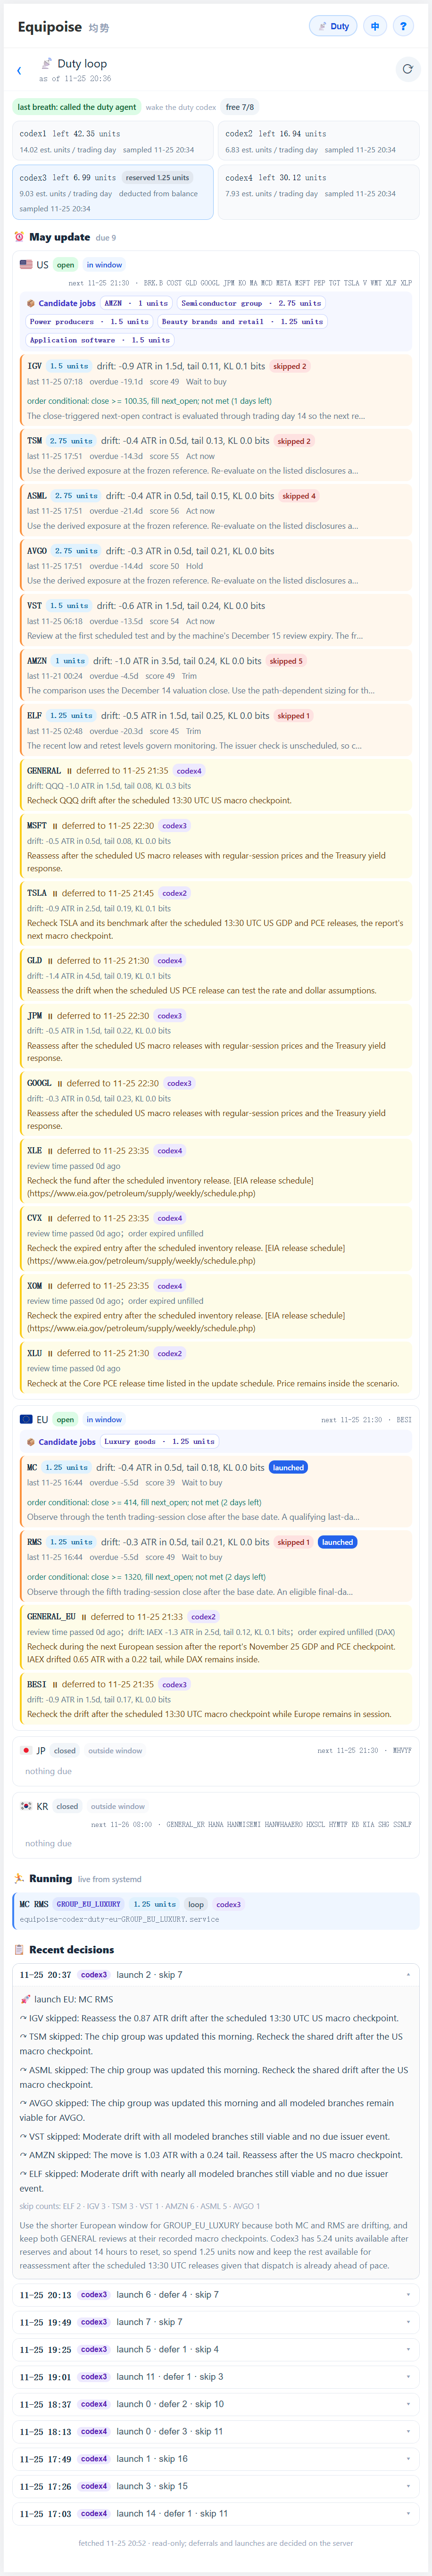 Equipoise 均势
Duty
中
?
Duty loop
as of 11-25 20:36
last breath: called the duty agent wake the duty codex free 7/8
codex1 left 42.35 units
14.02 est. units / trading day sampled 11-25 20:34
codex2 left 16.94 units
6.83 est. units / trading day sampled 11-25 20:34
codex3 left 6.99 units reserved 1.25 units
9.03 est. units / trading day deducted from balance
sampled 11-25 20:34
codex4 left 30.12 units
7.93 est. units / trading day sampled 11-25 20:34
May update due 9
US open in window
next 11-25 21:30 · BRK.B COST GLD GOOGL JPM KO MA MCD META MSFT PEP TGT TSLA V WMT XLF XLP
Candidate jobs AMZN · 1 units Semiconductor group · 2.75 units
Power producers · 1.5 units Beauty brands and retail · 1.25 units
Application software · 1.5 units
IGV 1.5 units drift: -0.9 ATR in 1.5d, tail 0.11, KL 0.1 bits skipped 2
last 11-25 07:18 overdue -19.1d score 49 Wait to buy
order conditional: close >= 100.35, fill next_open; not met (1 days left)
The close-triggered next-open contract is evaluated through trading day 14 so the next re…
TSM 2.75 units drift: -0.4 ATR in 0.5d, tail 0.13, KL 0.0 bits skipped 2
last 11-25 17:51 overdue -14.3d score 55 Act now
Use the derived exposure at the frozen reference. Re-evaluate on the listed disclosures a…
ASML 2.75 units drift: -0.4 ATR in 0.5d, tail 0.15, KL 0.0 bits skipped 4
last 11-25 17:51 overdue -21.4d score 56 Act now
Use the derived exposure at the frozen reference. Re-evaluate on the listed disclosures a…
AVGO 2.75 units drift: -0.3 ATR in 0.5d, tail 0.21, KL 0.0 bits
last 11-25 17:51 overdue -14.4d score 50 Hold
Use the derived exposure at the frozen reference. Re-evaluate on the listed disclosures a…
VST 1.5 units drift: -0.6 ATR in 1.5d, tail 0.24, KL 0.0 bits
last 11-25 06:18 overdue -13.5d score 54 Act now
Review at the first scheduled test and by the machine's December 15 review expiry. The fr…
AMZN 1 units drift: -1.0 ATR in 3.5d, tail 0.24, KL 0.0 bits skipped 5
last 11-21 00:24 overdue -4.5d score 49 Trim
The comparison uses the December 14 valuation close. Use the path-dependent sizing for th…
ELF 1.25 units drift: -0.5 ATR in 1.5d, tail 0.25, KL 0.0 bits skipped 1
last 11-25 02:48 overdue -20.3d score 45 Trim
The recent low and retest levels govern monitoring. The issuer check is unscheduled, so c…
GENERAL ⏸ deferred to 11-25 21:35 codex4
drift: QQQ -1.0 ATR in 1.5d, tail 0.08, KL 0.3 bits
Recheck QQQ drift after the scheduled 13:30 UTC US macro checkpoint.
MSFT ⏸ deferred to 11-25 22:30 codex3
drift: -0.5 ATR in 0.5d, tail 0.08, KL 0.0 bits
Reassess after the scheduled US macro releases with regular-session prices and the Treasury yield
response.
TSLA ⏸ deferred to 11-25 21:45 codex2
drift: -0.9 ATR in 2.5d, tail 0.19, KL 0.1 bits
Recheck TSLA and its benchmark after the scheduled 13:30 UTC US GDP and PCE releases, the report's
next macro checkpoint.
GLD ⏸ deferred to 11-25 21:30 codex4
drift: -1.4 ATR in 4.5d, tail 0.19, KL 0.1 bits
Reassess the drift when the scheduled US PCE release can test the rate and dollar assumptions.
JPM ⏸ deferred to 11-25 22:30 codex3
drift: -0.5 ATR in 1.5d, tail 0.22, KL 0.0 bits
Reassess after the scheduled US macro releases with regular-session prices and the Treasury yield
response.
GOOGL ⏸ deferred to 11-25 22:30 codex3
drift: -0.3 ATR in 0.5d, tail 0.23, KL 0.0 bits
Reassess after the scheduled US macro releases with regular-session prices and the Treasury yield
response.
XLE ⏸ deferred to 11-25 23:35 codex4
review time passed 0d ago
Recheck the fund after the scheduled inventory release. [EIA release schedule]
(https://www.eia.gov/petroleum/supply/weekly/schedule.php)
CVX ⏸ deferred to 11-25 23:35 codex4
review time passed 0d ago；order expired unfilled
Recheck the expired entry after the scheduled inventory release. [EIA release schedule]
(https://www.eia.gov/petroleum/supply/weekly/schedule.php)
XOM ⏸ deferred to 11-25 23:35 codex4
review time passed 0d ago；order expired unfilled
Recheck the expired entry after the scheduled inventory release. [EIA release schedule]
(https://www.eia.gov/petroleum/supply/weekly/schedule.php)
XLU ⏸ deferred to 11-25 21:30 codex2
review time passed 0d ago
Recheck at the Core PCE release time listed in the update schedule. Price remains inside the scenario.
EU open in window next 11-25 21:30 · BESI
Candidate jobs Luxury goods · 1.25 units
MC 1.25 units drift: -0.4 ATR in 0.5d, tail 0.18, KL 0.0 bits launched
last 11-25 16:44 overdue -5.5d score 39 Wait to buy
order conditional: close >= 414, fill next_open; not met (2 days left)
Observe through the tenth trading-session close after the base date. A qualifying last-da…
RMS 1.25 units drift: -0.3 ATR in 0.5d, tail 0.21, KL 0.0 bits skipped 1 launched
last 11-25 16:44 overdue -5.5d score 49 Wait to buy
order conditional: close >= 1320, fill next_open; not met (2 days left)
Observe through the fifth trading-session close after the base date. An eligible final-da…
GENERAL_EU ⏸ deferred to 11-25 21:33 codex2
review time passed 0d ago；drift: IAEX -1.3 ATR in 2.5d, tail 0.12, KL 0.1 bits；order expired unfilled (DAX)
Recheck during the next European session after the report's November 25 GDP and PCE checkpoint.
IAEX drifted 0.65 ATR with a 0.22 tail, while DAX remains inside.
BESI ⏸ deferred to 11-25 21:35 codex3
drift: -0.9 ATR in 1.5d, tail 0.17, KL 0.0 bits
Recheck the drift after the scheduled 13:30 UTC macro checkpoint while Europe remains in session.
JP closed outside window next 11-25 21:30 · MHVYF
nothing due
KR closed outside window
next 11-26 08:00 · GENERAL_KR HANA HANMISEMI HANWHAAERO HXSCL HYMTF KB KIA SHG SSNLF
nothing due
Running live from systemd
MC RMS GROUP_EU_LUXURY 1.25 units loop codex3
equipoise-codez-duty-eu-GROUP_EU_LUXURY.service
Recent decisions
11-25 20:37 codex3 launch 2 · skip 7
launch EU: MC RMS
↷ IGV skipped: Reassess the 0.87 ATR drift after the scheduled 13:30 UTC US macro checkpoint.
↷ TSM skipped: The chip group was updated this morning. Recheck the shared drift after the US
macro checkpoint.
↷ ASML skipped: The chip group was updated this morning. Recheck the shared drift after the US
macro checkpoint.
↷ AVGO skipped: The chip group was updated this morning and all modeled branches remain
viable for AVGO.
↷ VST skipped: Moderate drift with all modeled branches still viable and no due issuer event.
↷ AMZN skipped: The move is 1.03 ATR with a 0.24 tail. Reassess after the US macro checkpoint.
↷ ELF skipped: Moderate drift with nearly all modeled branches still viable and no due issuer
event.
skip counts: ELF 2 · IGV 3 · TSM 3 · VST 1 · AMZN 6 · ASML 5 · AVGO 1
Use the shorter European window for GROUP_EU_LUXURY because both MC and RMS are drifting, and
keep both GENERAL reviews at their recorded macro checkpoints. Codex3 has 5.24 units available after
reserves and about 14 hours to reset, so spend 1.25 units now and keep the rest available for
reassessment after the scheduled 13:30 UTC releases given that dispatch is already ahead of pace.
11-25 20:13 codex3 launch 6 · defer 4 · skip 7
11-25 19:49 codex3 launch 7 · skip 7
11-25 19:25 codex3 launch 5 · defer 1 · skip 4
11-25 19:01 codex3 launch 11 · defer 1 · skip 3
11-25 18:37 codex4 launch 0 · defer 2 · skip 10
11-25 18:13 codex4 launch 0 · defer 3 · skip 11
11-25 17:49 codex4 launch 1 · skip 16
11-25 17:26 codex4 launch 3 · skip 15
11-25 17:03 codex4 launch 14 · defer 1 · skip 11
fetched 11-25 20:52 · read-only; deferrals and launches are decided on the server